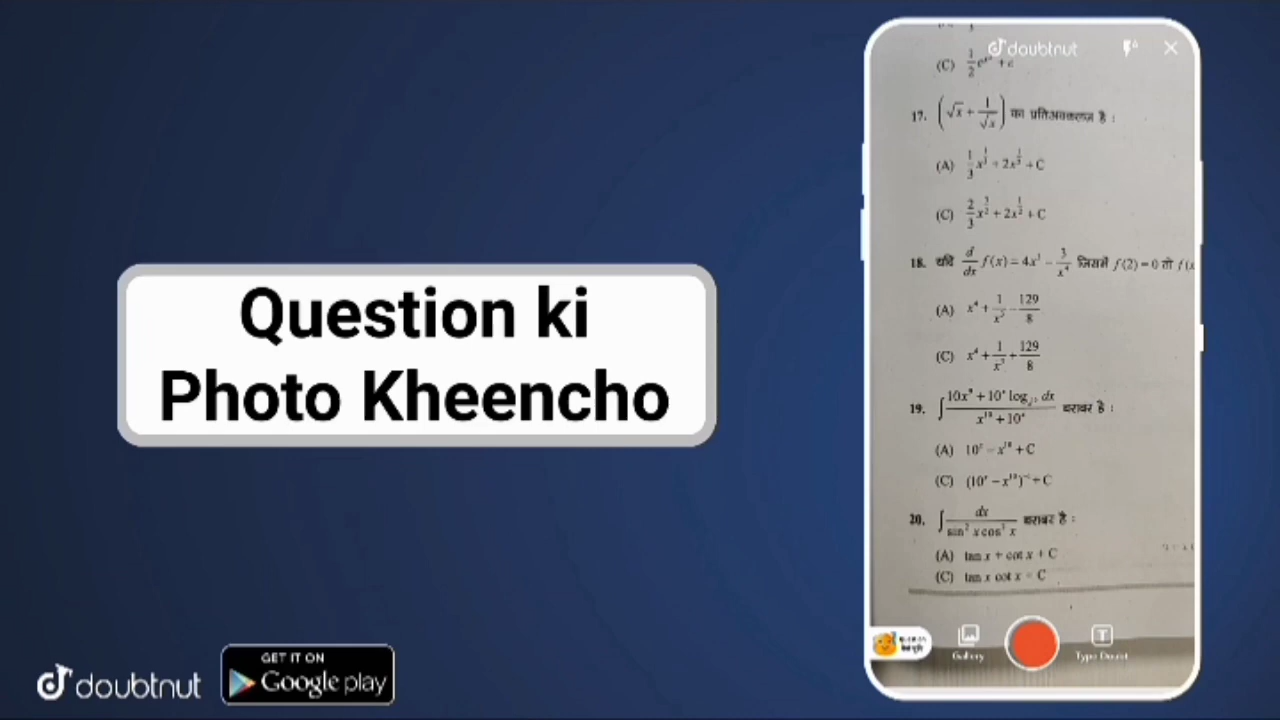 Question ki
Photo Kheencho
doubtnut
GET IT ON
Google play
doubtnut
(C) 1/2 e^x² + c
17. (√x + 1/√x) का प्रतिअवकलज है :
(A) 1/3 x^1/3 + 2x^1/2 + C
(C) 2/3 x^3/2 + 2x^1/2 + C
18. यदि d/dx f(x) = 4x³ − 3/x⁴ जिसमें f(2) = 0 तो f(x
(A) x⁴ + 1/x³ − 129/8
(C) x⁴ + 1/x³ + 129/8
19. ∫ 10x⁹ + 10ˣ log dx / x¹⁰ + 10ˣ बराबर है :
(A) 10ˣ − x¹⁰ + C
(C) (10ˣ − x¹⁰)⁻¹ + C
20. ∫ dx / sin² x cos² x बराबर है :
(A) tan x + cot x + C
(C) tan x cot x + C
Gallery
Type Doubt